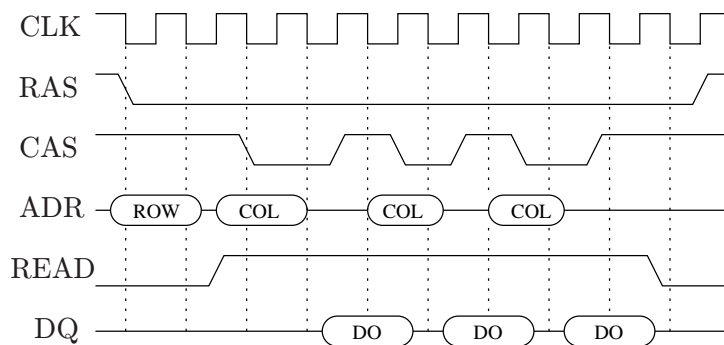 CLK
RAS
CAS
ADR ROW COL COL COL
READ
DQ DO DO DO